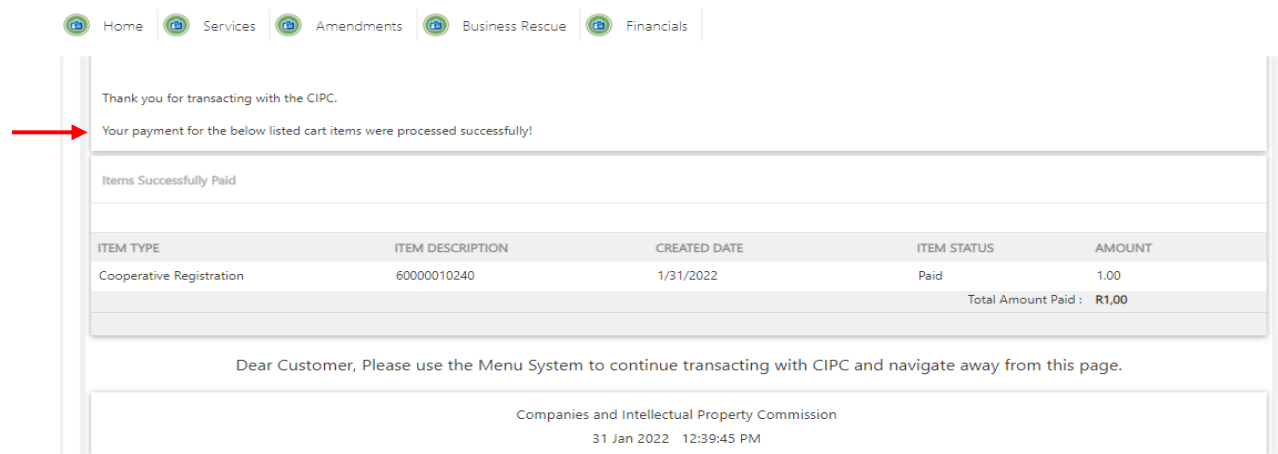 Home Services Amendments Business Rescue Financials
Thank you for transacting with the CIPC.
Your payment for the below listed cart items were processed successfully!
Items Successfully Paid
ITEM TYPE ITEM DESCRIPTION CREATED DATE ITEM STATUS AMOUNT
Cooperative Registration 60000010240 1/31/2022 Paid 1.00
Total Amount Paid : R1,00
Dear Customer, Please use the Menu System to continue transacting with CIPC and navigate away from this page.
Companies and Intellectual Property Commission
31 Jan 2022 12:39:45 PM